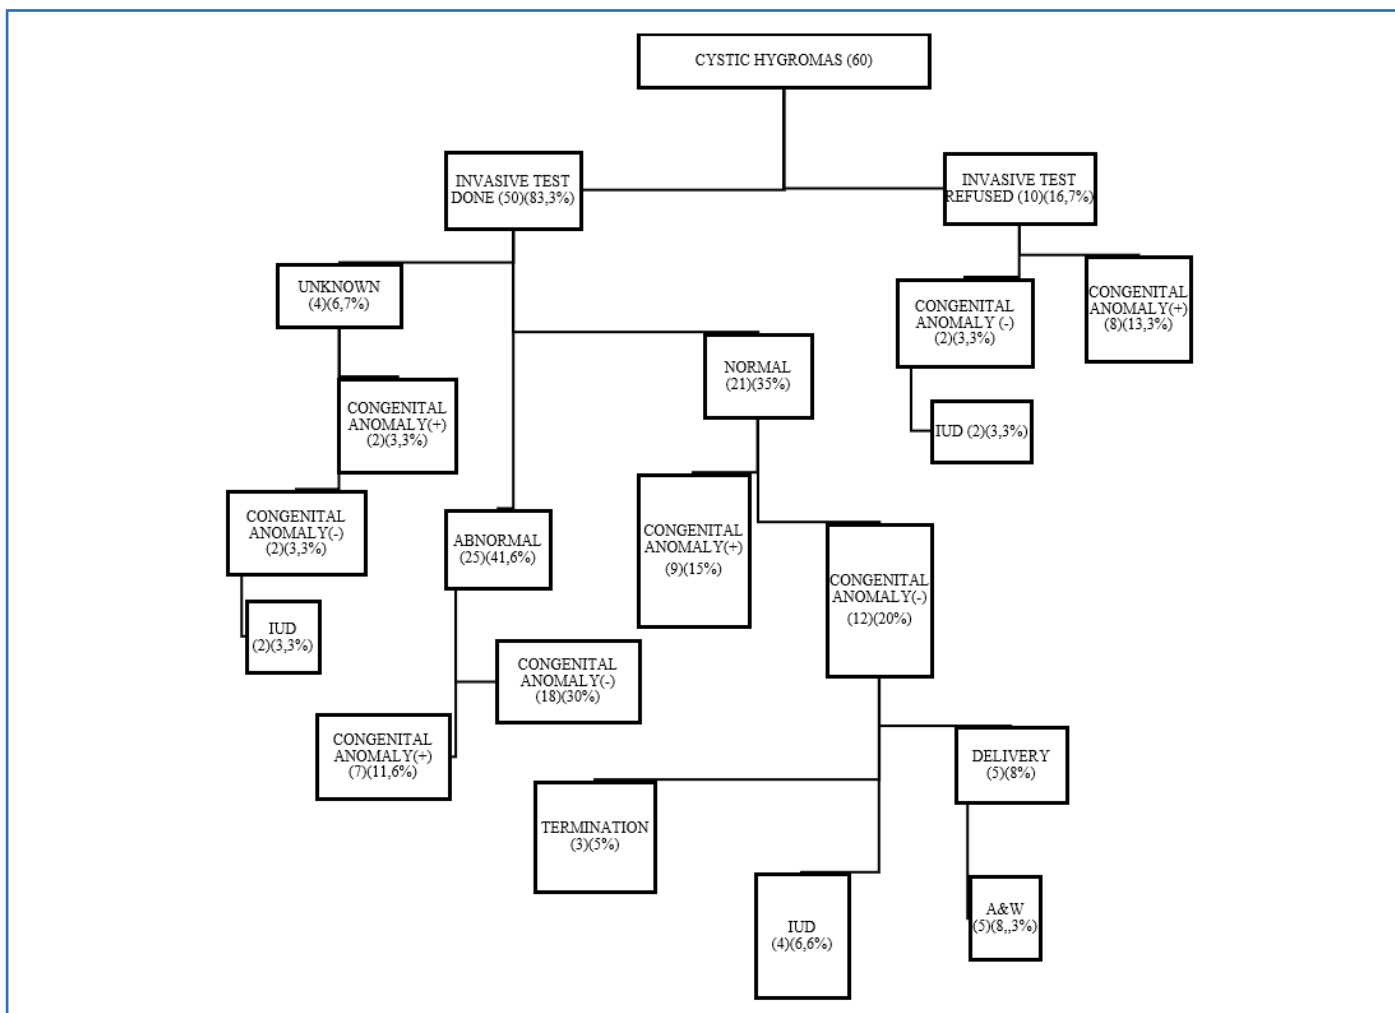 CYSTIC HYGROMAS (60)
INVASIVE TEST
DONE (50)(83,3%)
INVASIVE TEST
REFUSED (10)(16,7%)
UNKNOWN
(4)(6,7%)
CONGENITAL
ANOMALY (-)
(2)(3,3%)
CONGENITAL
ANOMALY(+)
(8)(13,3%)
NORMAL
(21)(35%)
CONGENITAL
ANOMALY(+)
(2)(3,3%)
IUD (2)(3,3%)
CONGENITAL
ANOMALY(-)
(2)(3,3%)
ABNORMAL
(25)(41,6%)
CONGENITAL
ANOMALY(+)
(9)(15%)
CONGENITAL
ANOMALY(-)
(12)(20%)
IUD
(2)(3,3%)
CONGENITAL
ANOMALY(-)
(18)(30%)
CONGENITAL
ANOMALY(+)
(7)(11,6%)
DELIVERY
(5)(8%)
TERMINATION
(3)(5%)
IUD
(4)(6,6%)
A&W
(5)(8,,3%)